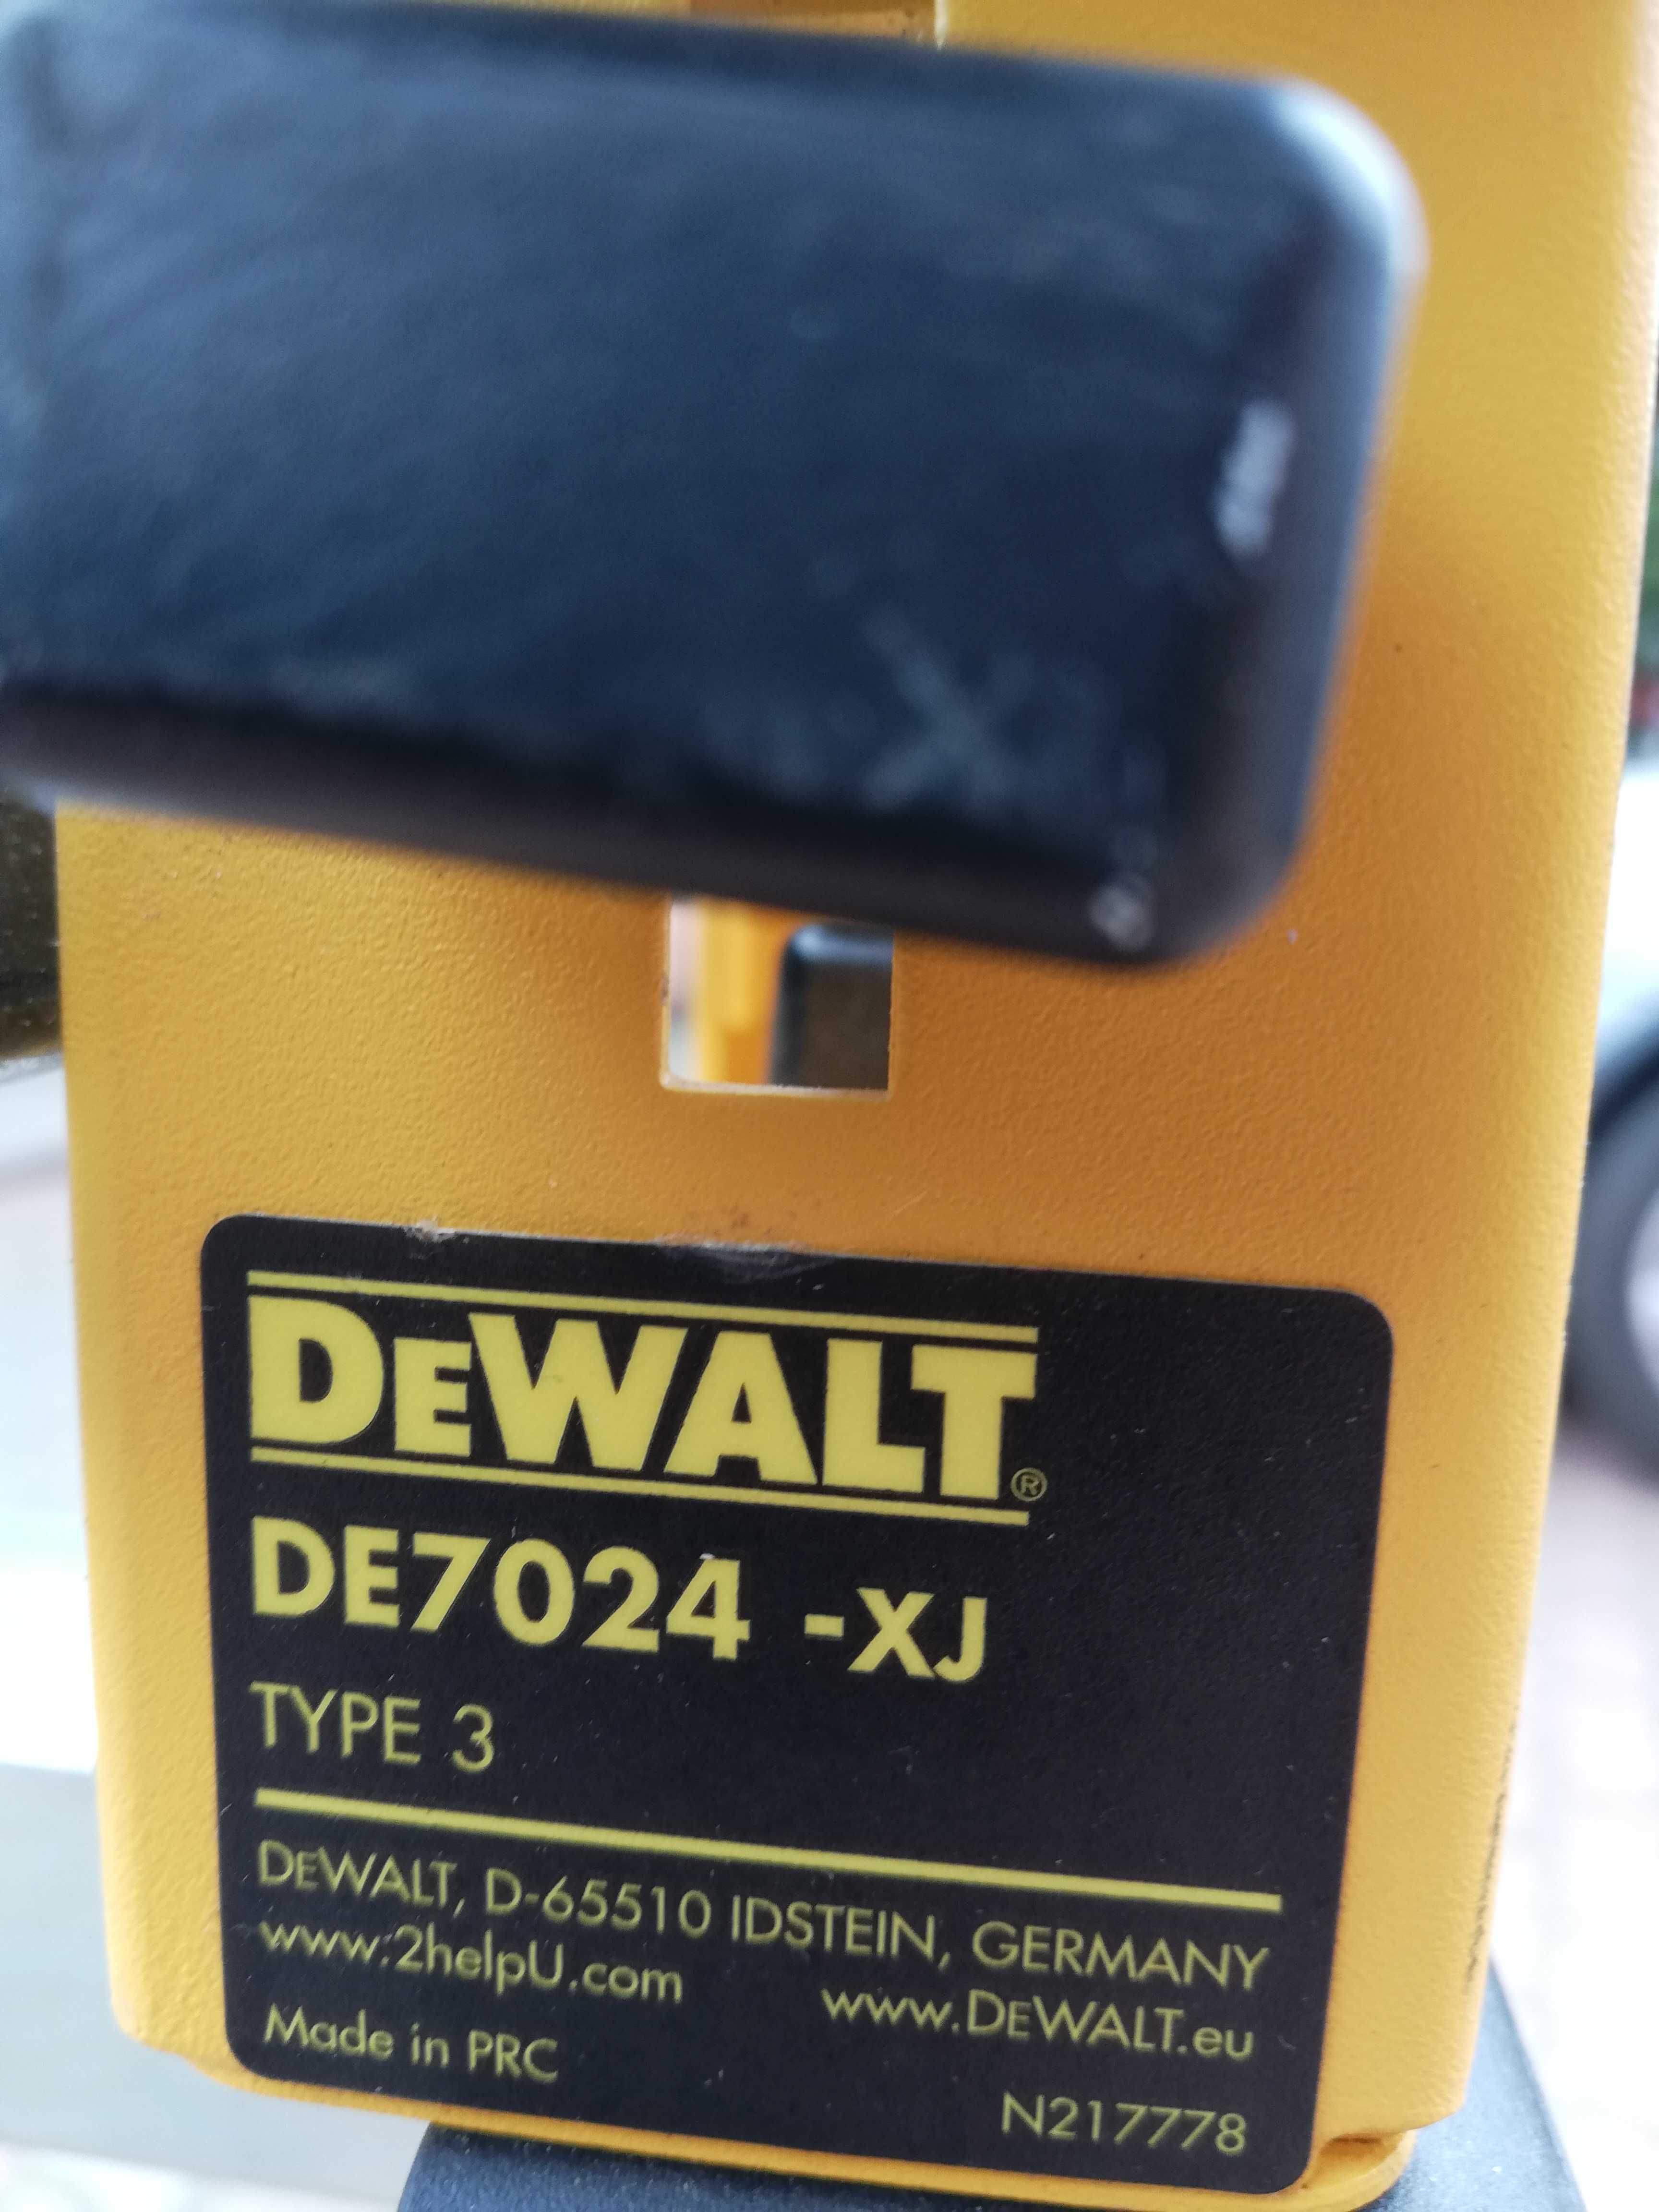 DEWALT®
DE7024 -XJ
TYPE 3
DEWALT, D-65510 IDSTEIN, GERMANY
www.2helpU.com www.DEWALT.eu
Made in PRC
N217778